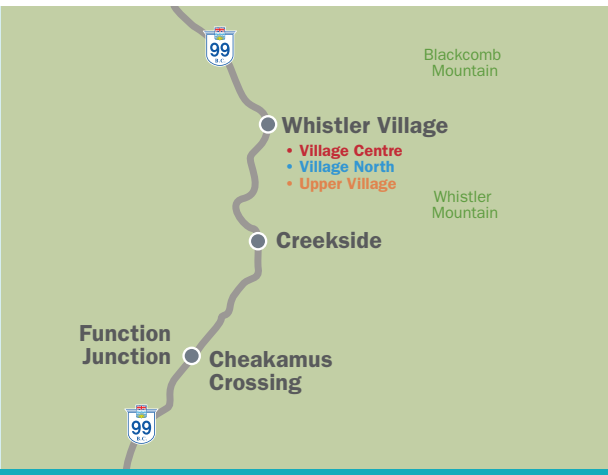 99
B.C.
Blackcomb
Mountain
Whistler Village
• Village Centre
• Village North
• Upper Village
Whistler
Mountain
Creekside
Function
Junction
Cheakamus
Crossing
99
B.C.